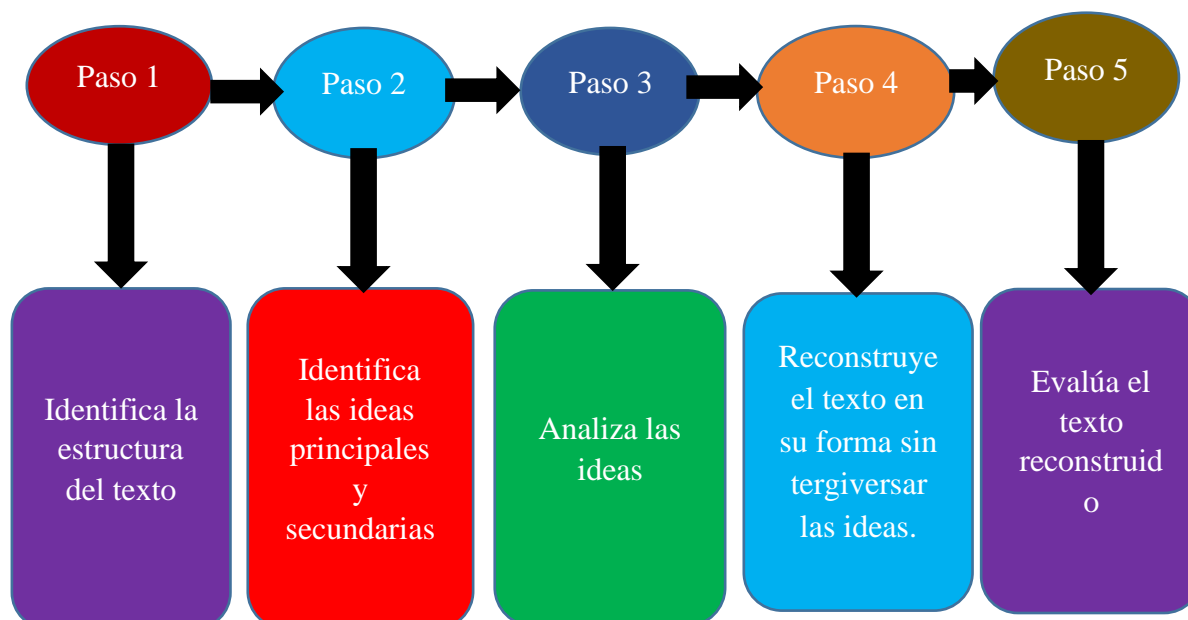 Paso 1
Paso 2
Paso 3
Paso 4
Paso 5
Identifica la
estructura
del texto
Identifica
las ideas
principales
y
secundarias
Analiza las
ideas
Reconstruye
el texto en
su forma sin
tergiversar
las ideas.
Evalúa el
texto
reconstruid
o